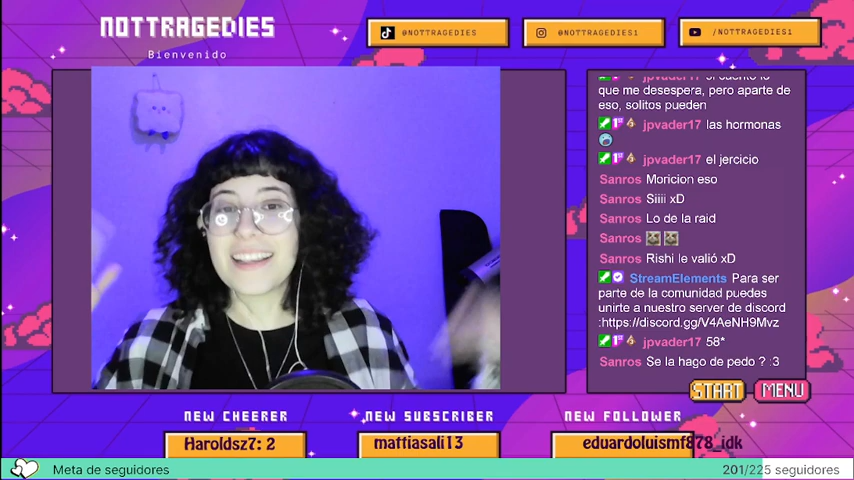 NOTTRAGEDIES
Bienvenido
@NOTTRAGEDIES
@NOTTRAGEDIES1
/NOTTRAGEDIES1
que me desespera, pero aparte de
eso, solitos pueden
jpvader17 las hormonas
jpvader17 el jercicio
Sanros Moricion eso
Sanros Siiii xD
Sanros Lo de la raid
Sanros
Sanros Rishi le valió xD
StreamElements Para ser
parte de la comunidad puedes
unirte a nuestro server de discord
:https://discord.gg/V4AeNH9Mvz
jpvader17 58*
Sanros Se la hago de pedo ? :3
START MENU
NEW CHEERER NEW SUBSCRIBER NEW FOLLOWER
Haroldsz7: 2 mattiasali13 eduardoluismf878_idk
Meta de seguidores 201/225 seguidores